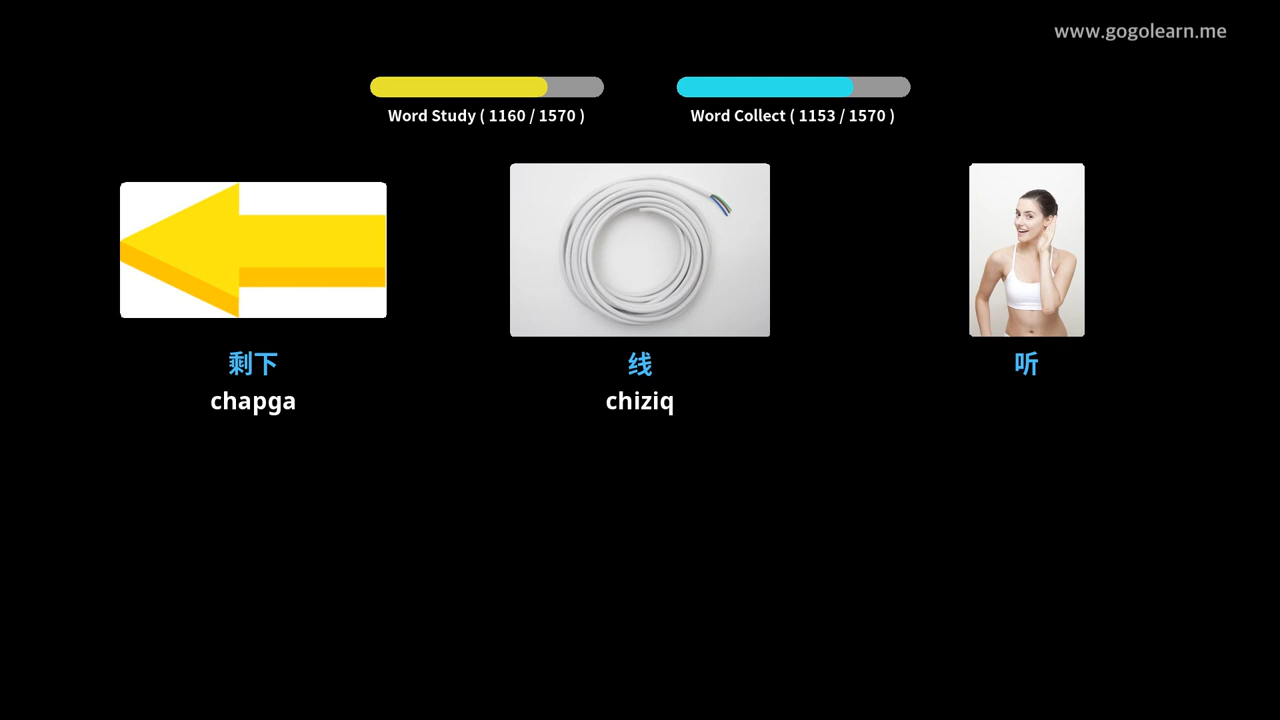 www.gogolearn.me
Word Study ( 1160 / 1570 )
Word Collect ( 1153 / 1570 )
剩下
chapga
线
chiziq
听